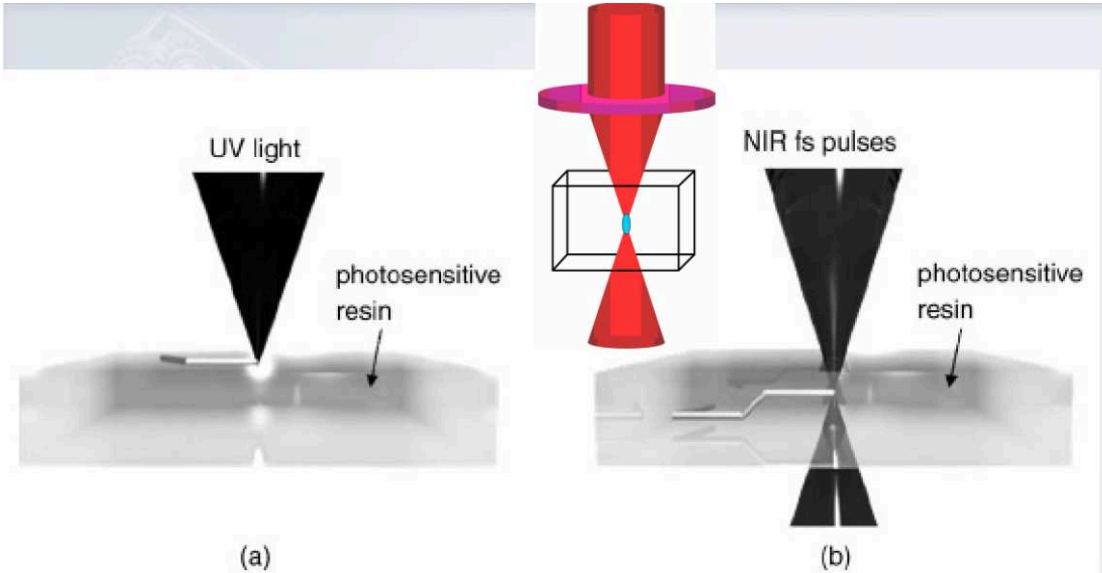 UV light
photosensitive
resin
(a)
NIR fs pulses
photosensitive
resin
(b)